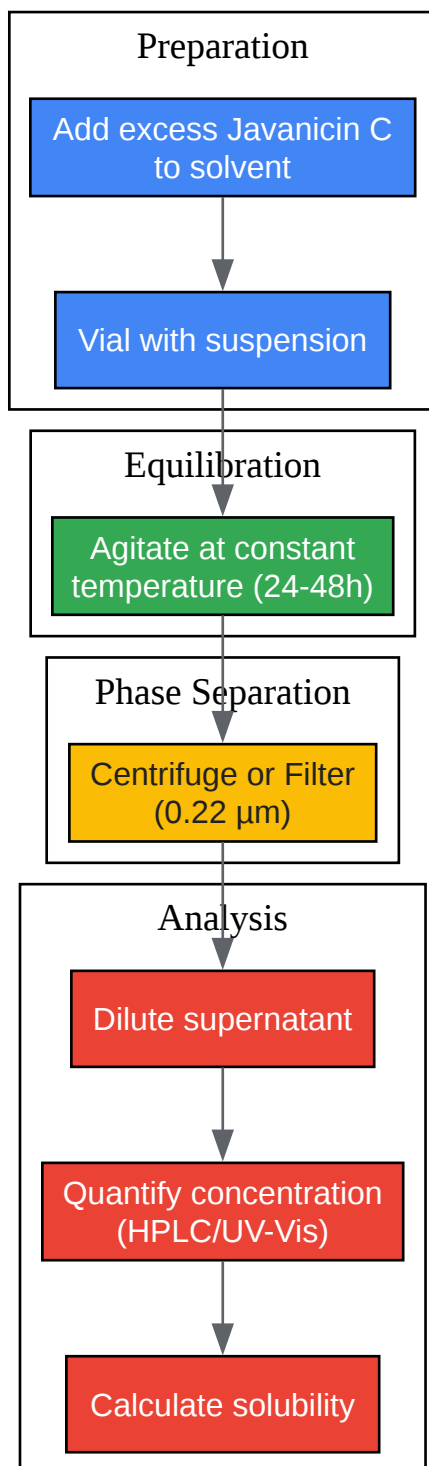 Preparation
Add excess Javanicin C
to solvent
Vial with suspension
Equilibration
Agitate at constant
temperature (24-48h)
Phase Separation
Centrifuge or Filter
(0.22 µm)
Analysis
Dilute supernatant
Quantify concentration
(HPLC/UV-Vis)
Calculate solubility